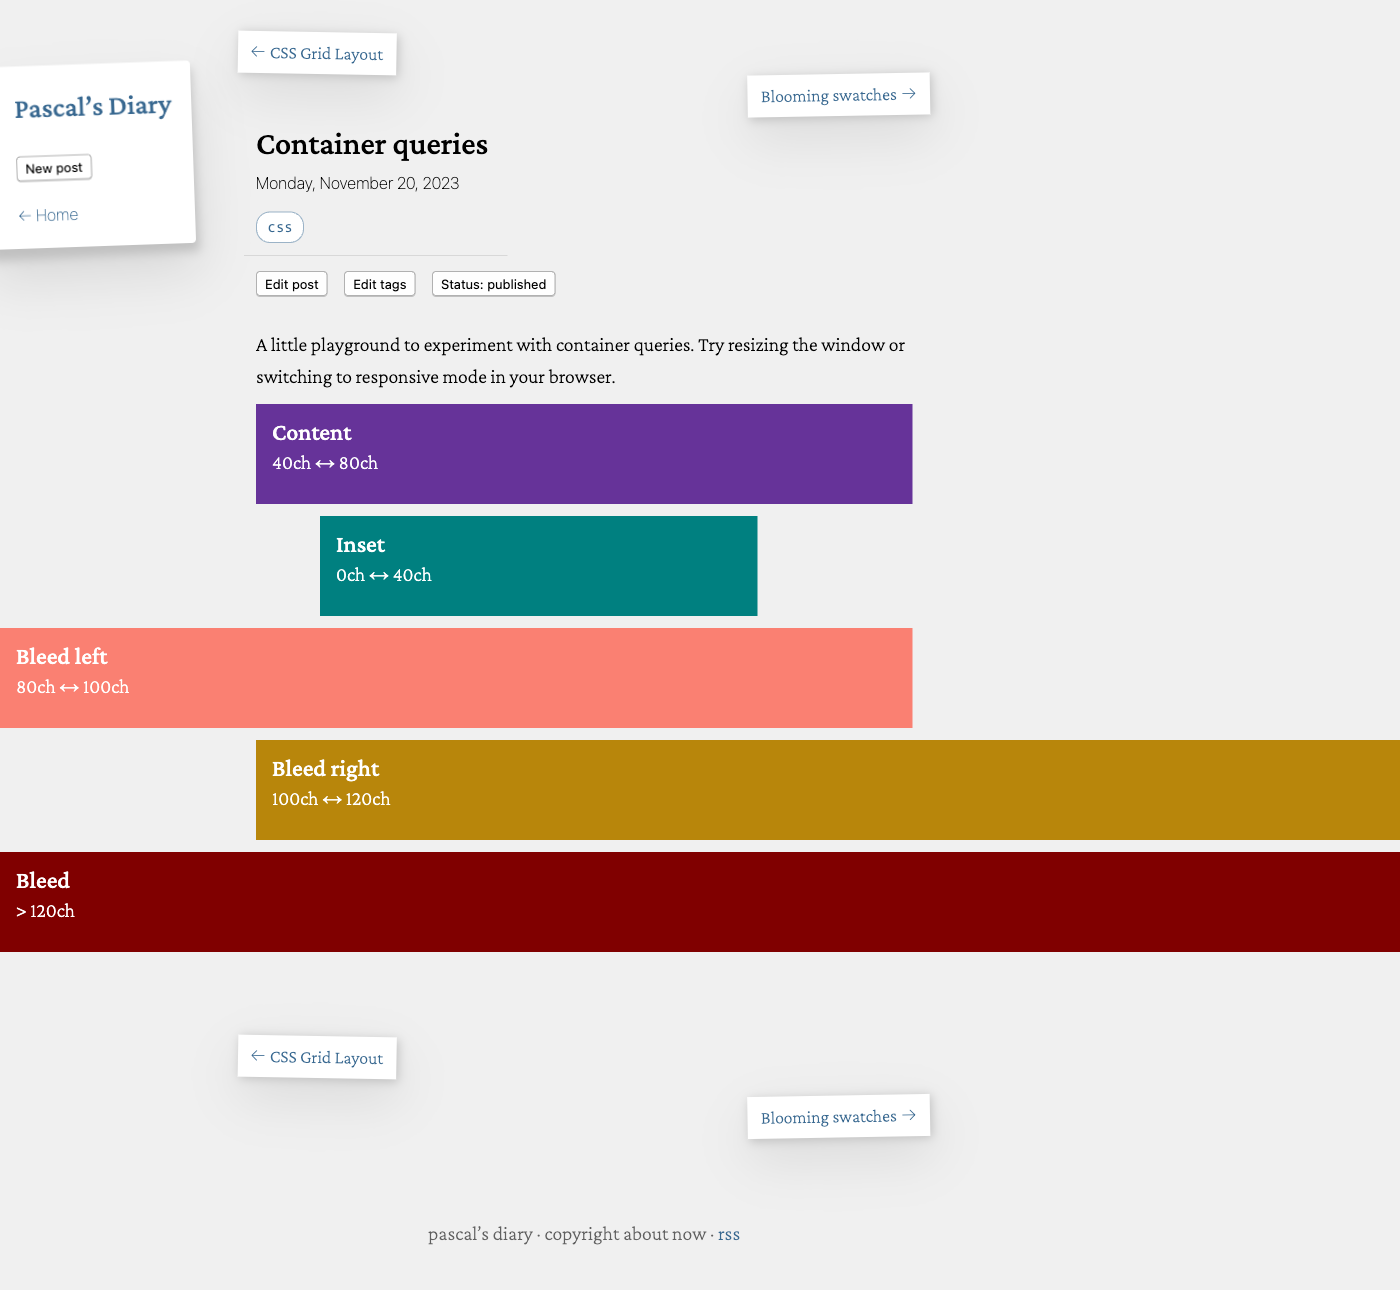 ← CSS Grid Layout
Blooming swatches →
Pascal’s Diary
New post
← Home
Container queries
Monday, November 20, 2023
css
Edit post
Edit tags
Status: published
A little playground to experiment with container queries. Try resizing the window or
switching to responsive mode in your browser.
Content
40ch ↔ 80ch
Inset
0ch ↔ 40ch
Bleed left
80ch ↔ 100ch
Bleed right
100ch ↔ 120ch
Bleed
> 120ch
← CSS Grid Layout
Blooming swatches →
pascal’s diary · copyright about now · rss